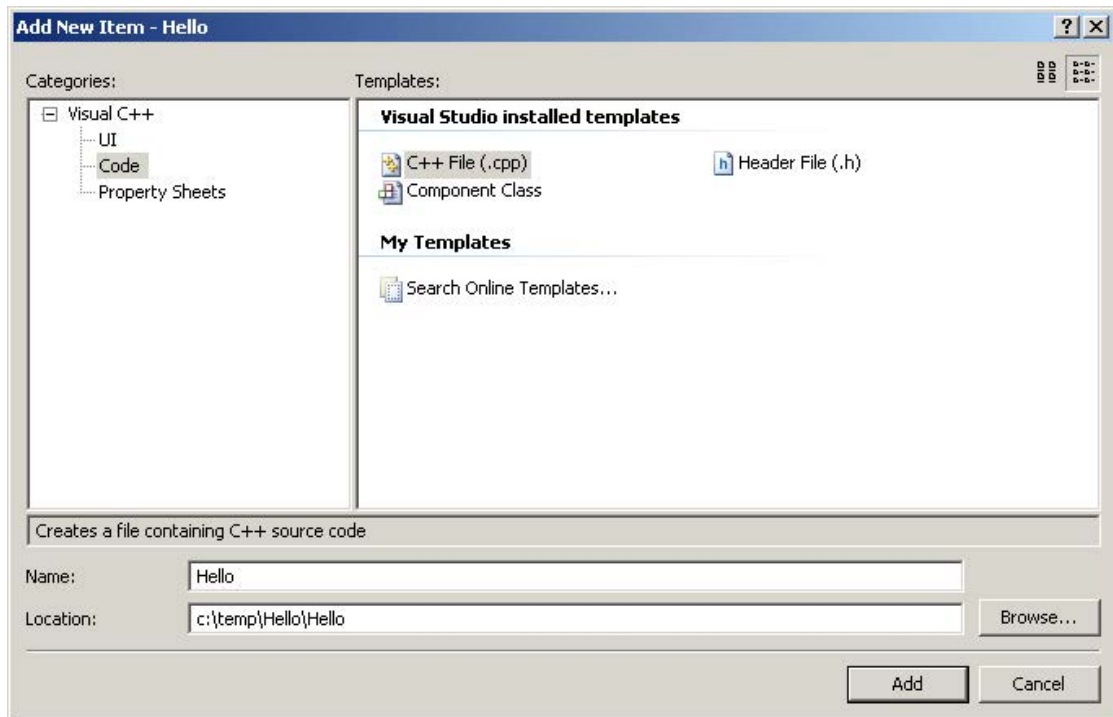 Add New Item - Hello
Categories:
Templates:
Visual C++
UI
Code
Property Sheets
Visual Studio installed templates
C++ File (.cpp)
Header File (.h)
Component Class
My Templates
Search Online Templates...
Creates a file containing C++ source code
Name:
Hello
Location:
c:\temp\Hello\Hello
Browse...
Add
Cancel